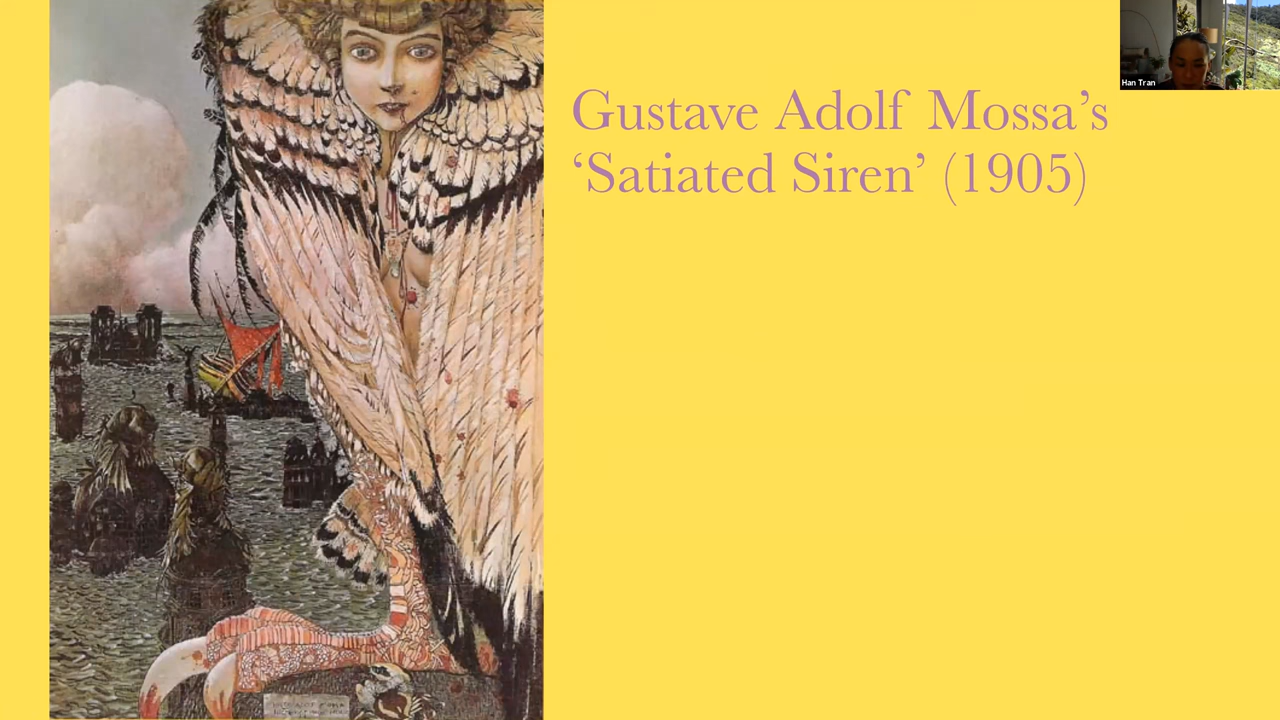 Gustave Adolf Mossa’s
‘Satiated Siren’ (1905)
Han Tran